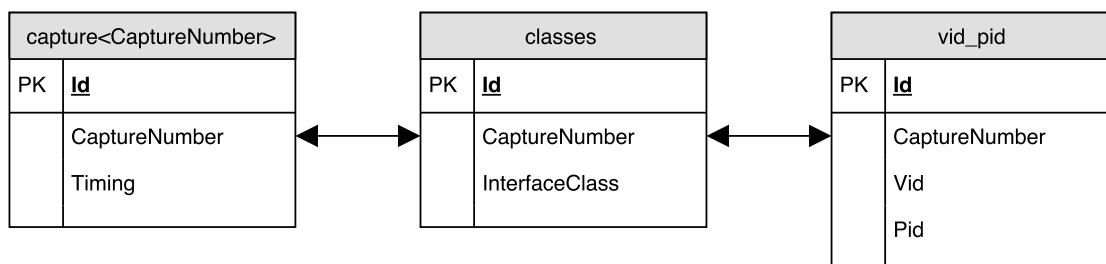 capture<CaptureNumber>
PK Id
CaptureNumber
Timing
classes
PK Id
CaptureNumber
InterfaceClass
vid_pid
PK Id
CaptureNumber
Vid
Pid